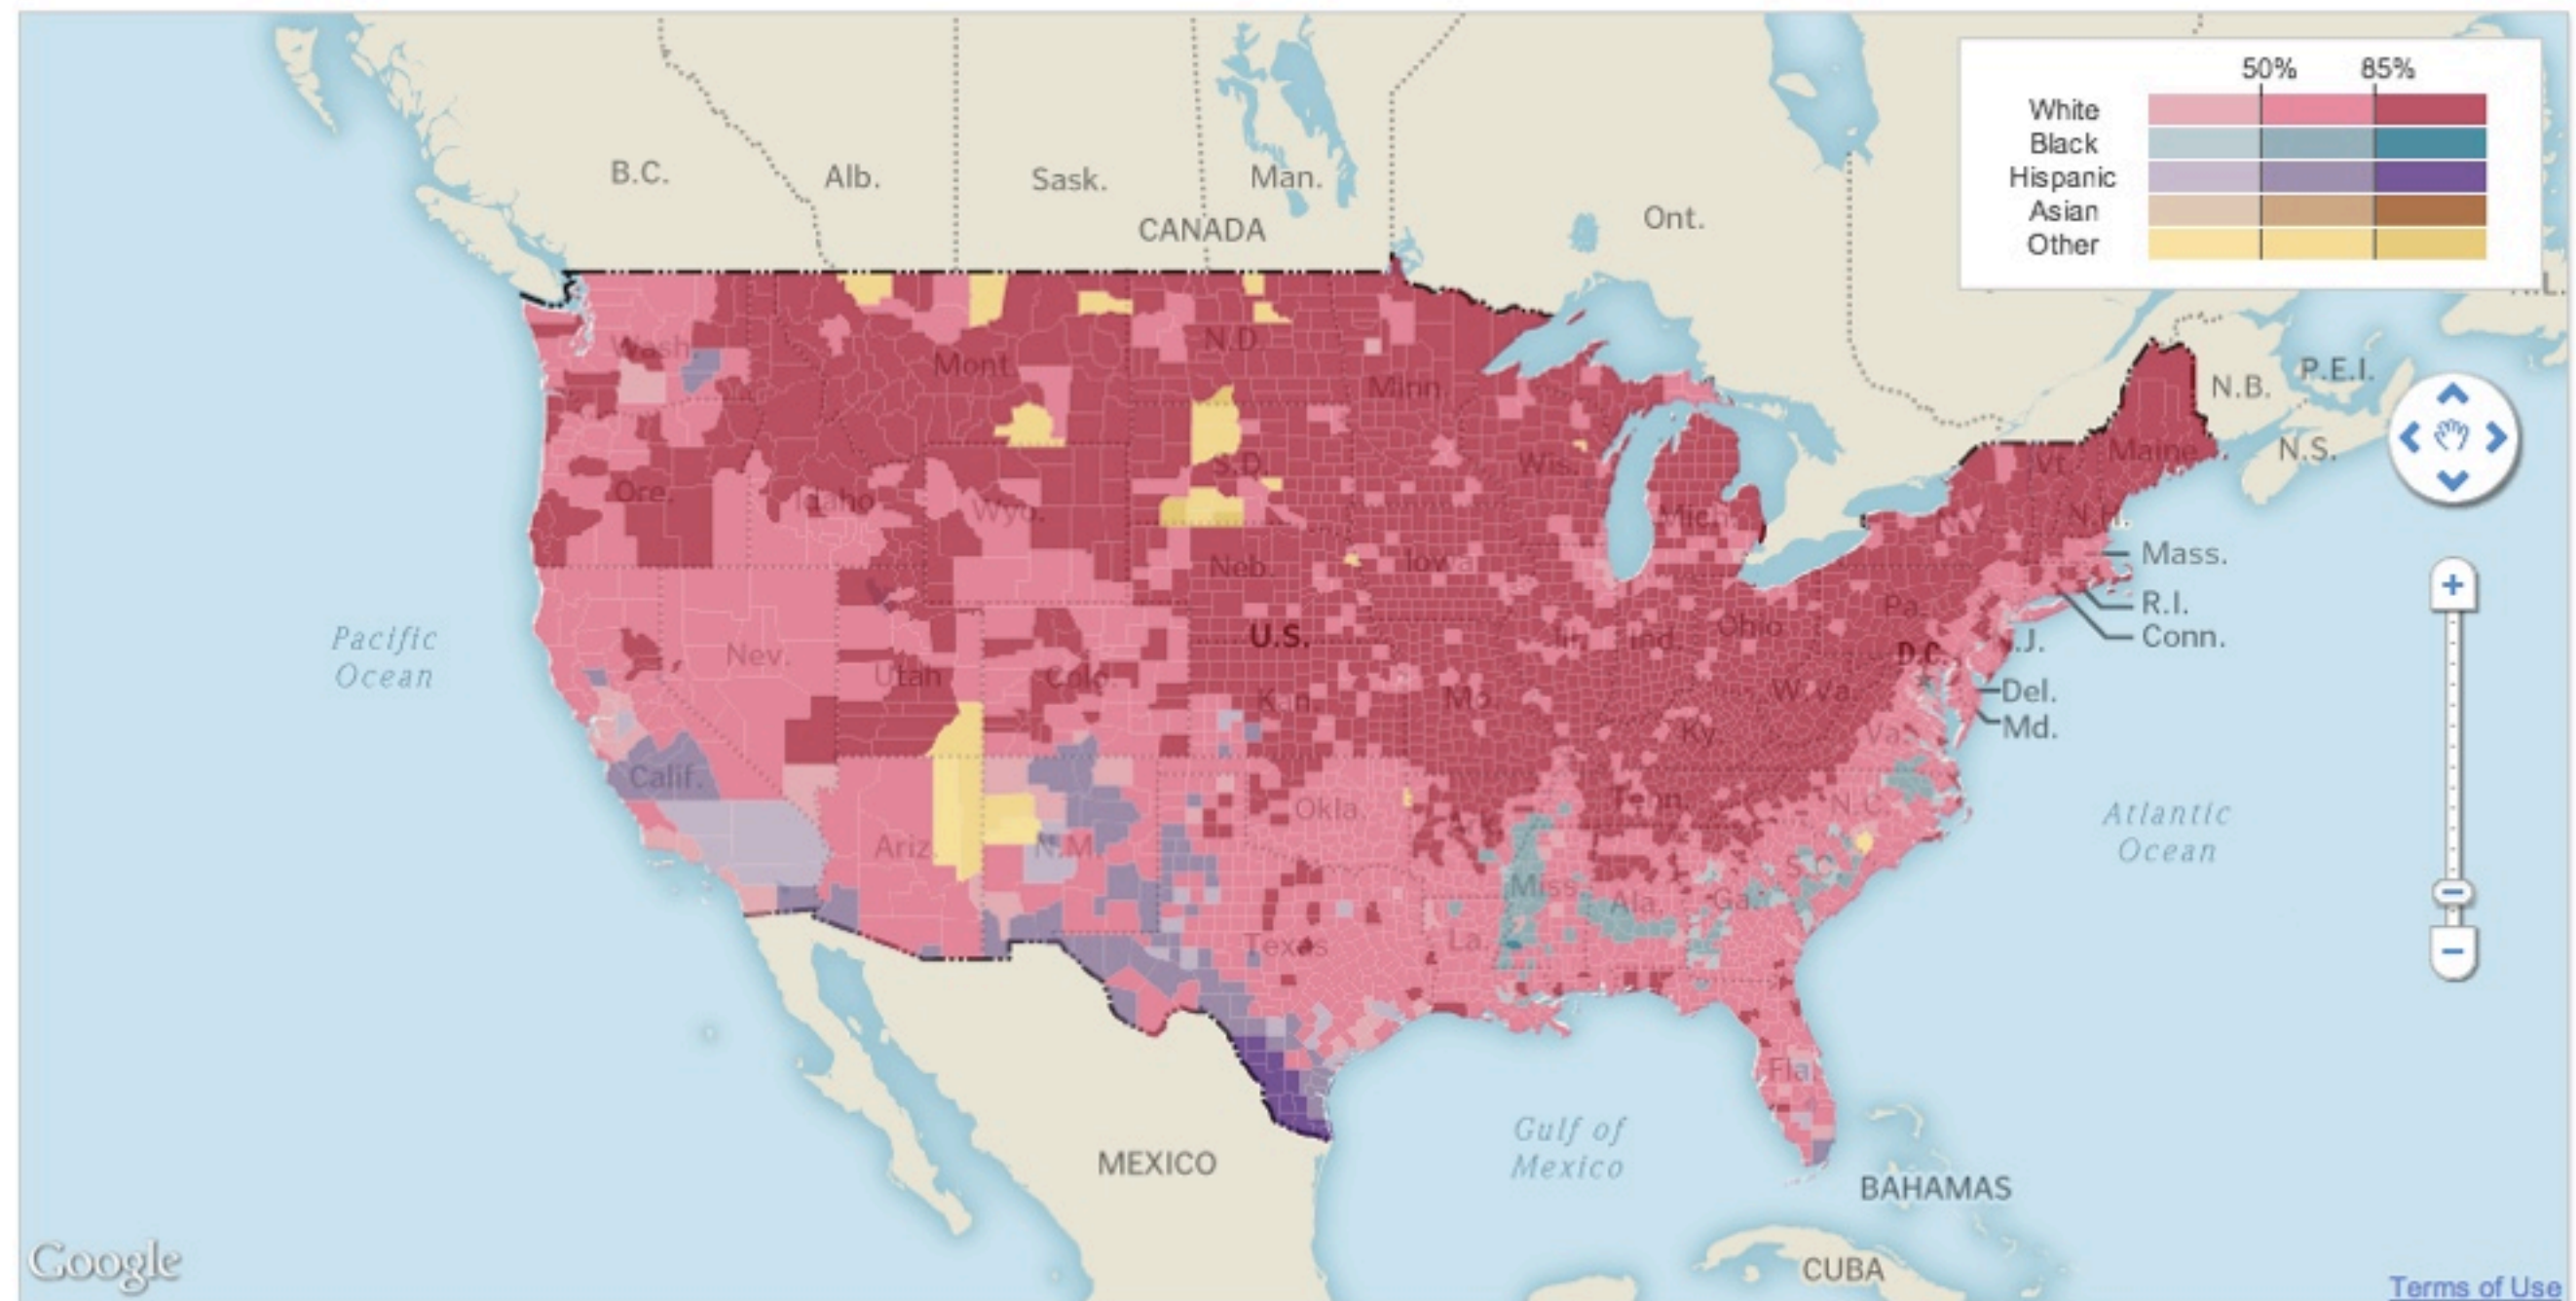 50% 85%
White
Black
Hispanic
Asian
Other
B.C.
Alb.
Sask.
Man.
CANADA
Ont.
P.E.I.
N.B.
N.S.
Wash.
Mont.
N.D.
Minn.
Vt.
Maine
Ore.
Idaho
Wyo.
S.D.
Wis.
Mich.
N.H.
Mass.
Neb.
Iowa
R.I.
Conn.
Pacific
Ocean
Nev.
Utah
Colo.
U.S.
Ill.
Ind.
Ohio
Pa.
D.C.
.J.
Del.
Md.
Kan.
Mo.
Ky.
W.Va.
Va.
Calif.
Ariz.
N.M.
Okla.
Tenn.
N.C.
Atlantic
Ocean
Texas
La.
Miss.
Ala.
Ga.
S.C.
Fla.
Gulf of
Mexico
MEXICO
BAHAMAS
CUBA
Google
Terms of Use